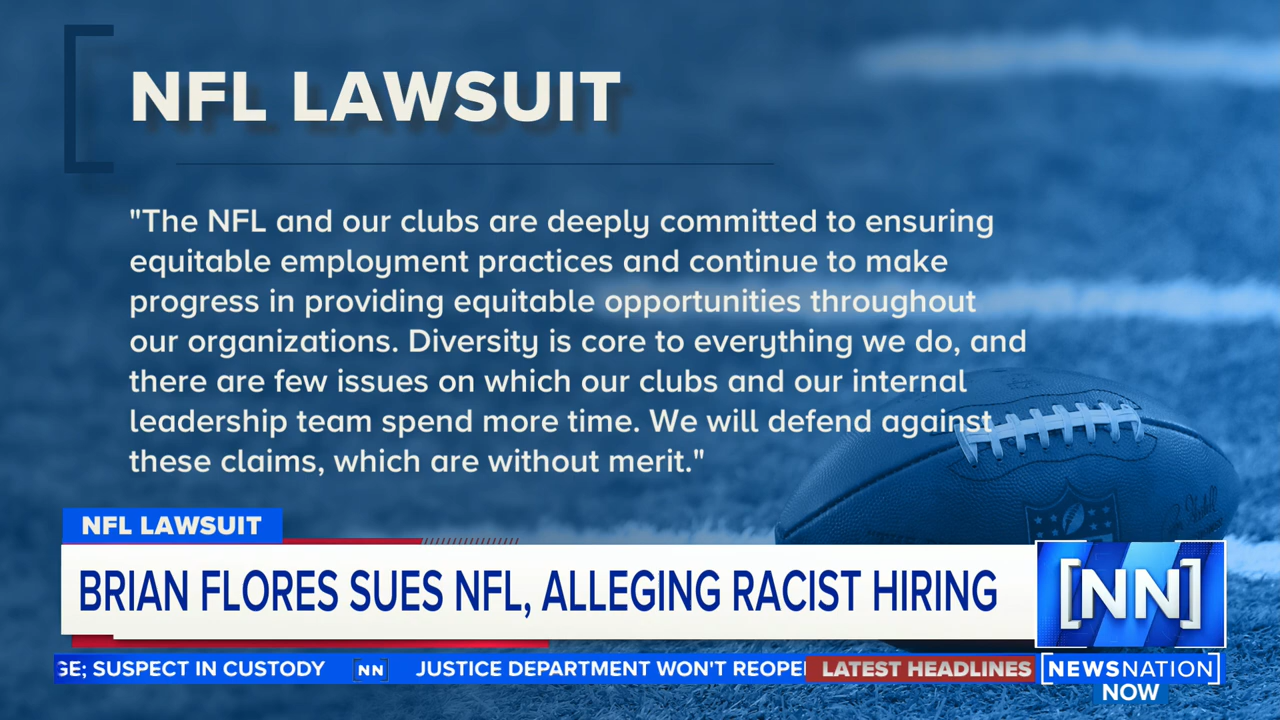 NFL LAWSUIT
"The NFL and our clubs are deeply committed to ensuring
equitable employment practices and continue to make
progress in providing equitable opportunities throughout
our organizations. Diversity is core to everything we do, and
there are few issues on which our clubs and our internal
leadership team spend more time. We will defend against
these claims, which are without merit."
NFL LAWSUIT
BRIAN FLORES SUES NFL, ALLEGING RACIST HIRING
[NN]
SUSPECT IN CUSTODY [NN] JUSTICE DEPARTMENT WON'T LATEST HEADLINES
NEWSNATION
NOW